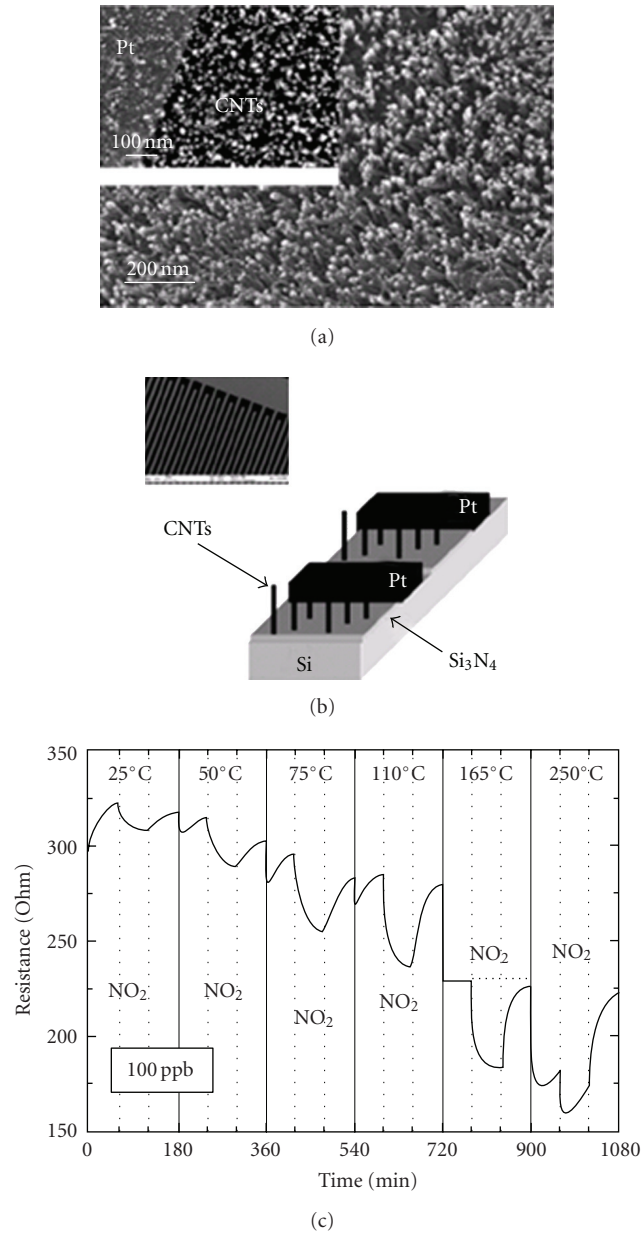 Pt
CNTs
100 nm
200 nm
(a)
CNTs
Pt
Pt
Si
Si₃N₄
(b)
350
300
250
200
150
Resistance (Ohm)
25°C 50°C 75°C 110°C 165°C 250°C
NO₂ NO₂ NO₂ NO₂ NO₂ NO₂
100 ppb
0 180 360 540 720 900 1080
Time (min)
(c)